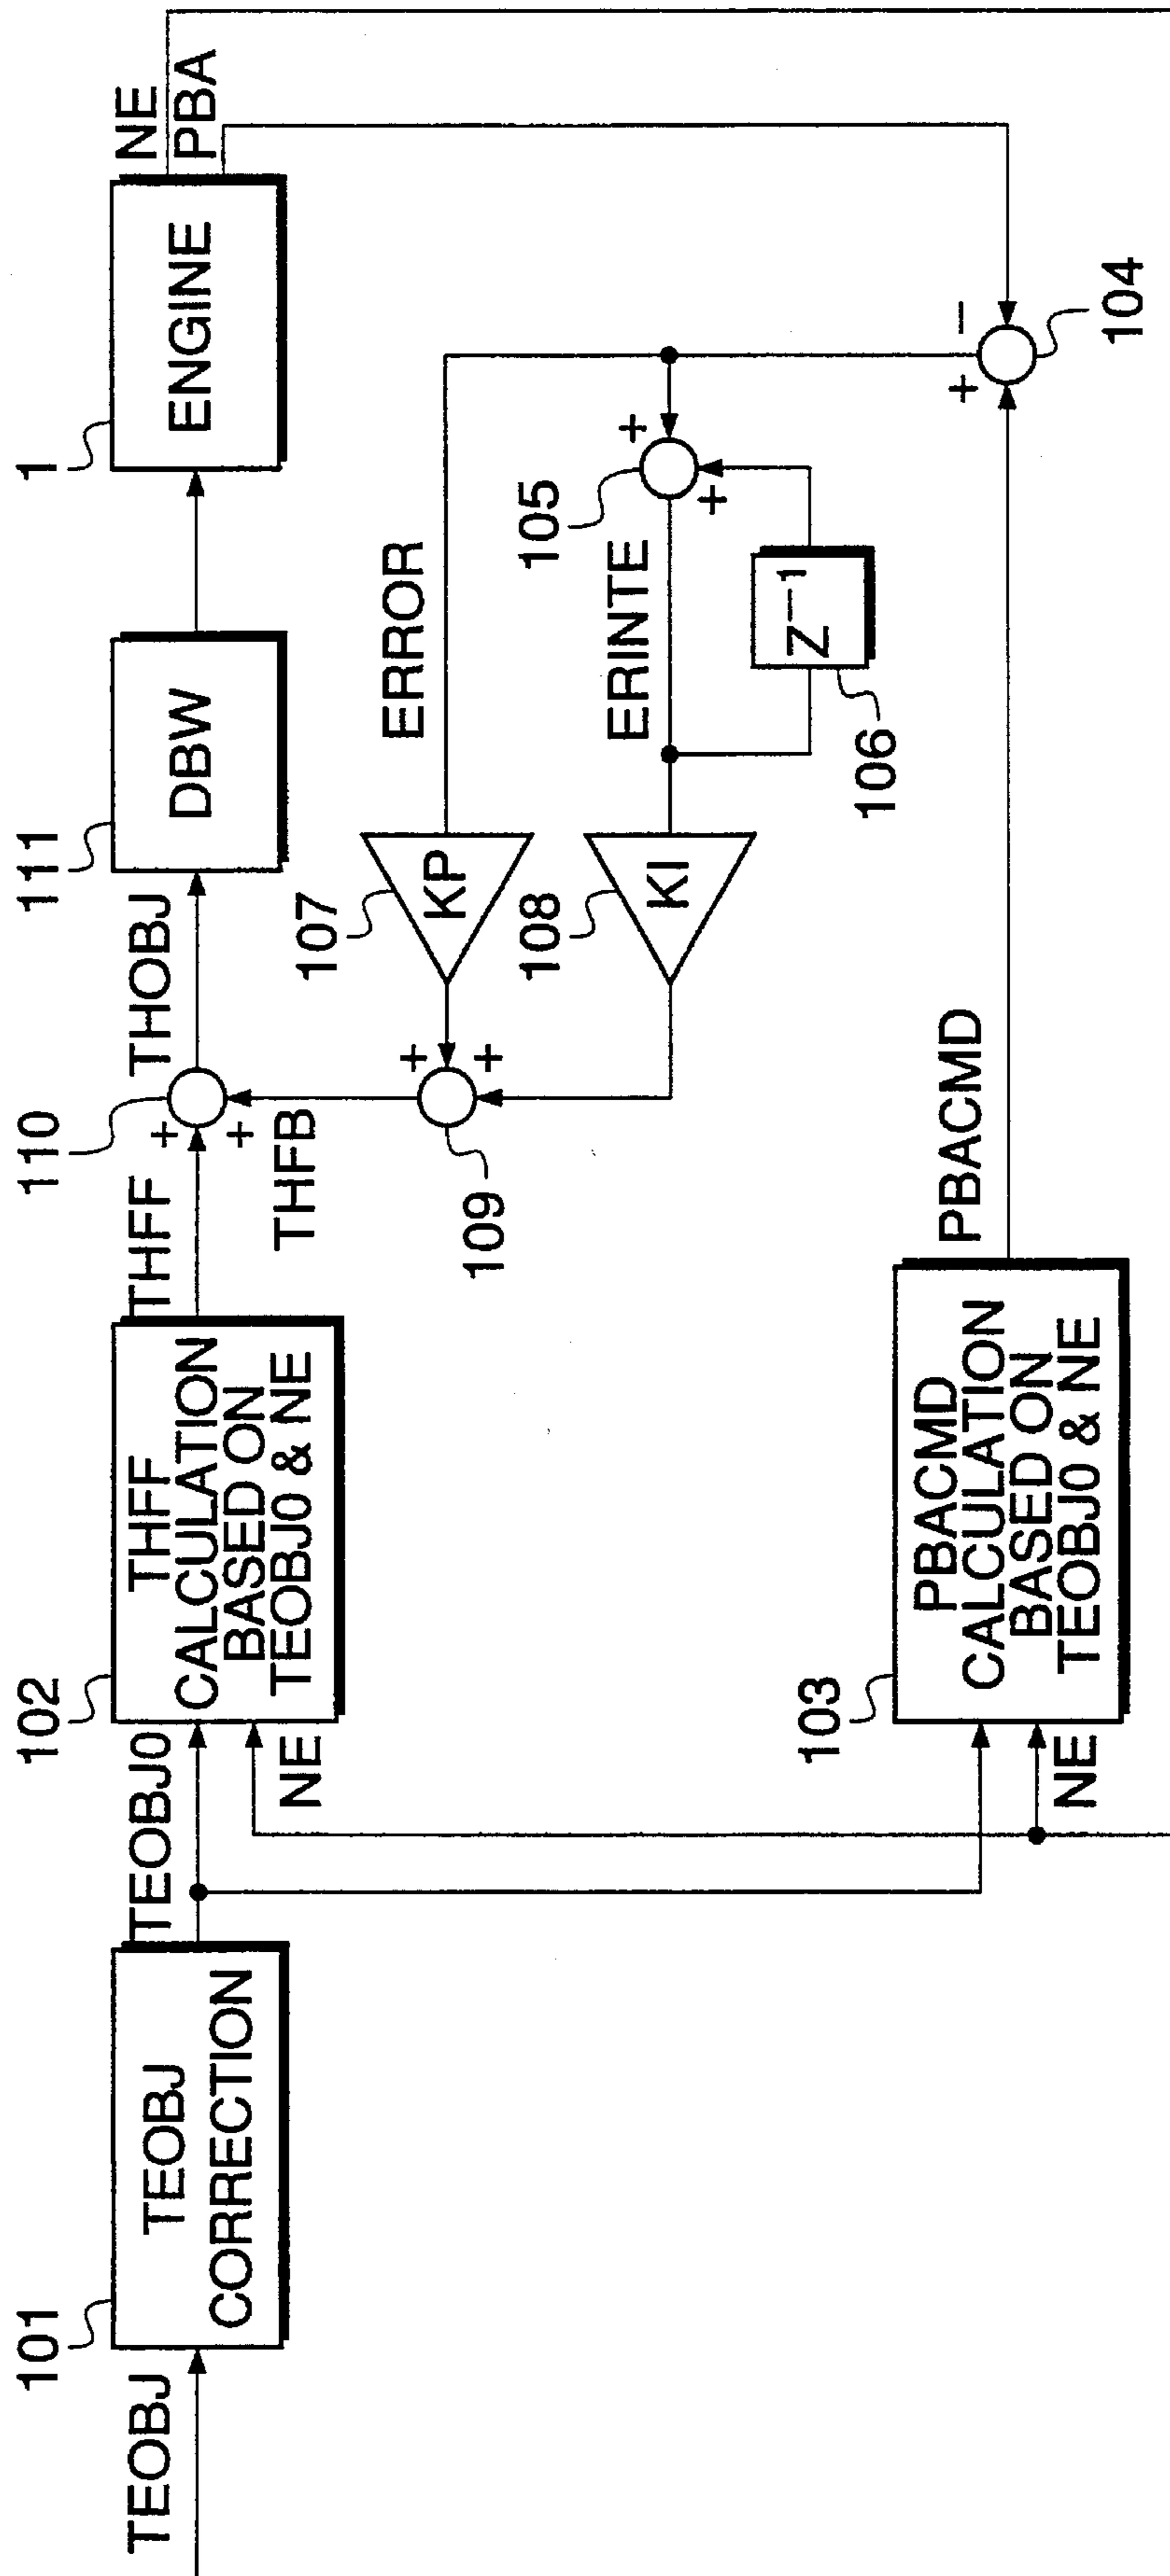 TEOBJ
101
TEOBJ
CORRECTION
TEOBJ0
NE
102
THFF
CALCULATION
BASED ON
TEOBJ0 & NE
THFF
+
+
110
THOBJ
111
DBW
1
ENGINE
NE
PBA
THFB
109
+
+
107
KP
ERROR
108
KI
ERINTE
105
+
+
Z⁻¹
106
NE
103
PBACMD
CALCULATION
BASED ON
TEOBJ0 & NE
PBACMD
+
−
104